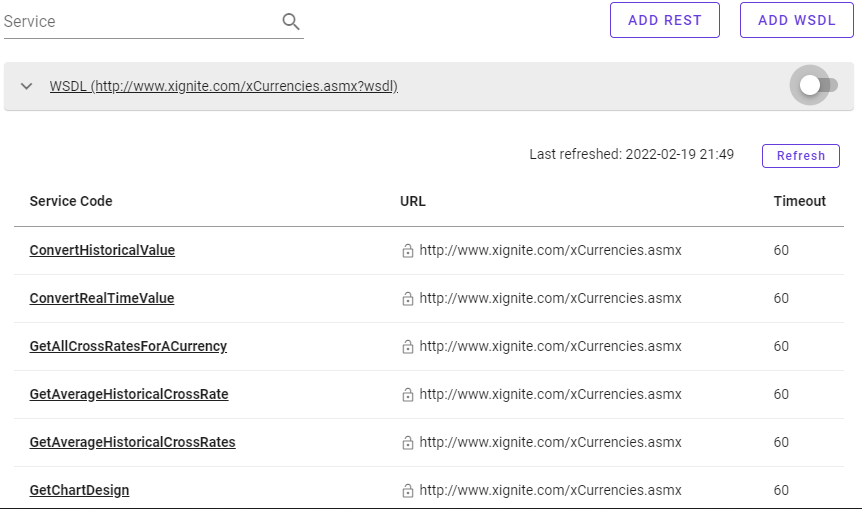 Service
ADD REST
ADD WSDL
WSDL (http://www.xignite.com/xCurrencies.asmx?wsdl)
Last refreshed: 2022-02-19 21:49
Refresh
Service Code URL Timeout
ConvertHistoricalValue http://www.xignite.com/xCurrencies.asmx 60
ConvertRealTimeValue http://www.xignite.com/xCurrencies.asmx 60
GetAllCrossRatesForACurrency http://www.xignite.com/xCurrencies.asmx 60
GetAverageHistoricalCrossRate http://www.xignite.com/xCurrencies.asmx 60
GetAverageHistoricalCrossRates http://www.xignite.com/xCurrencies.asmx 60
GetChartDesign http://www.xignite.com/xCurrencies.asmx 60